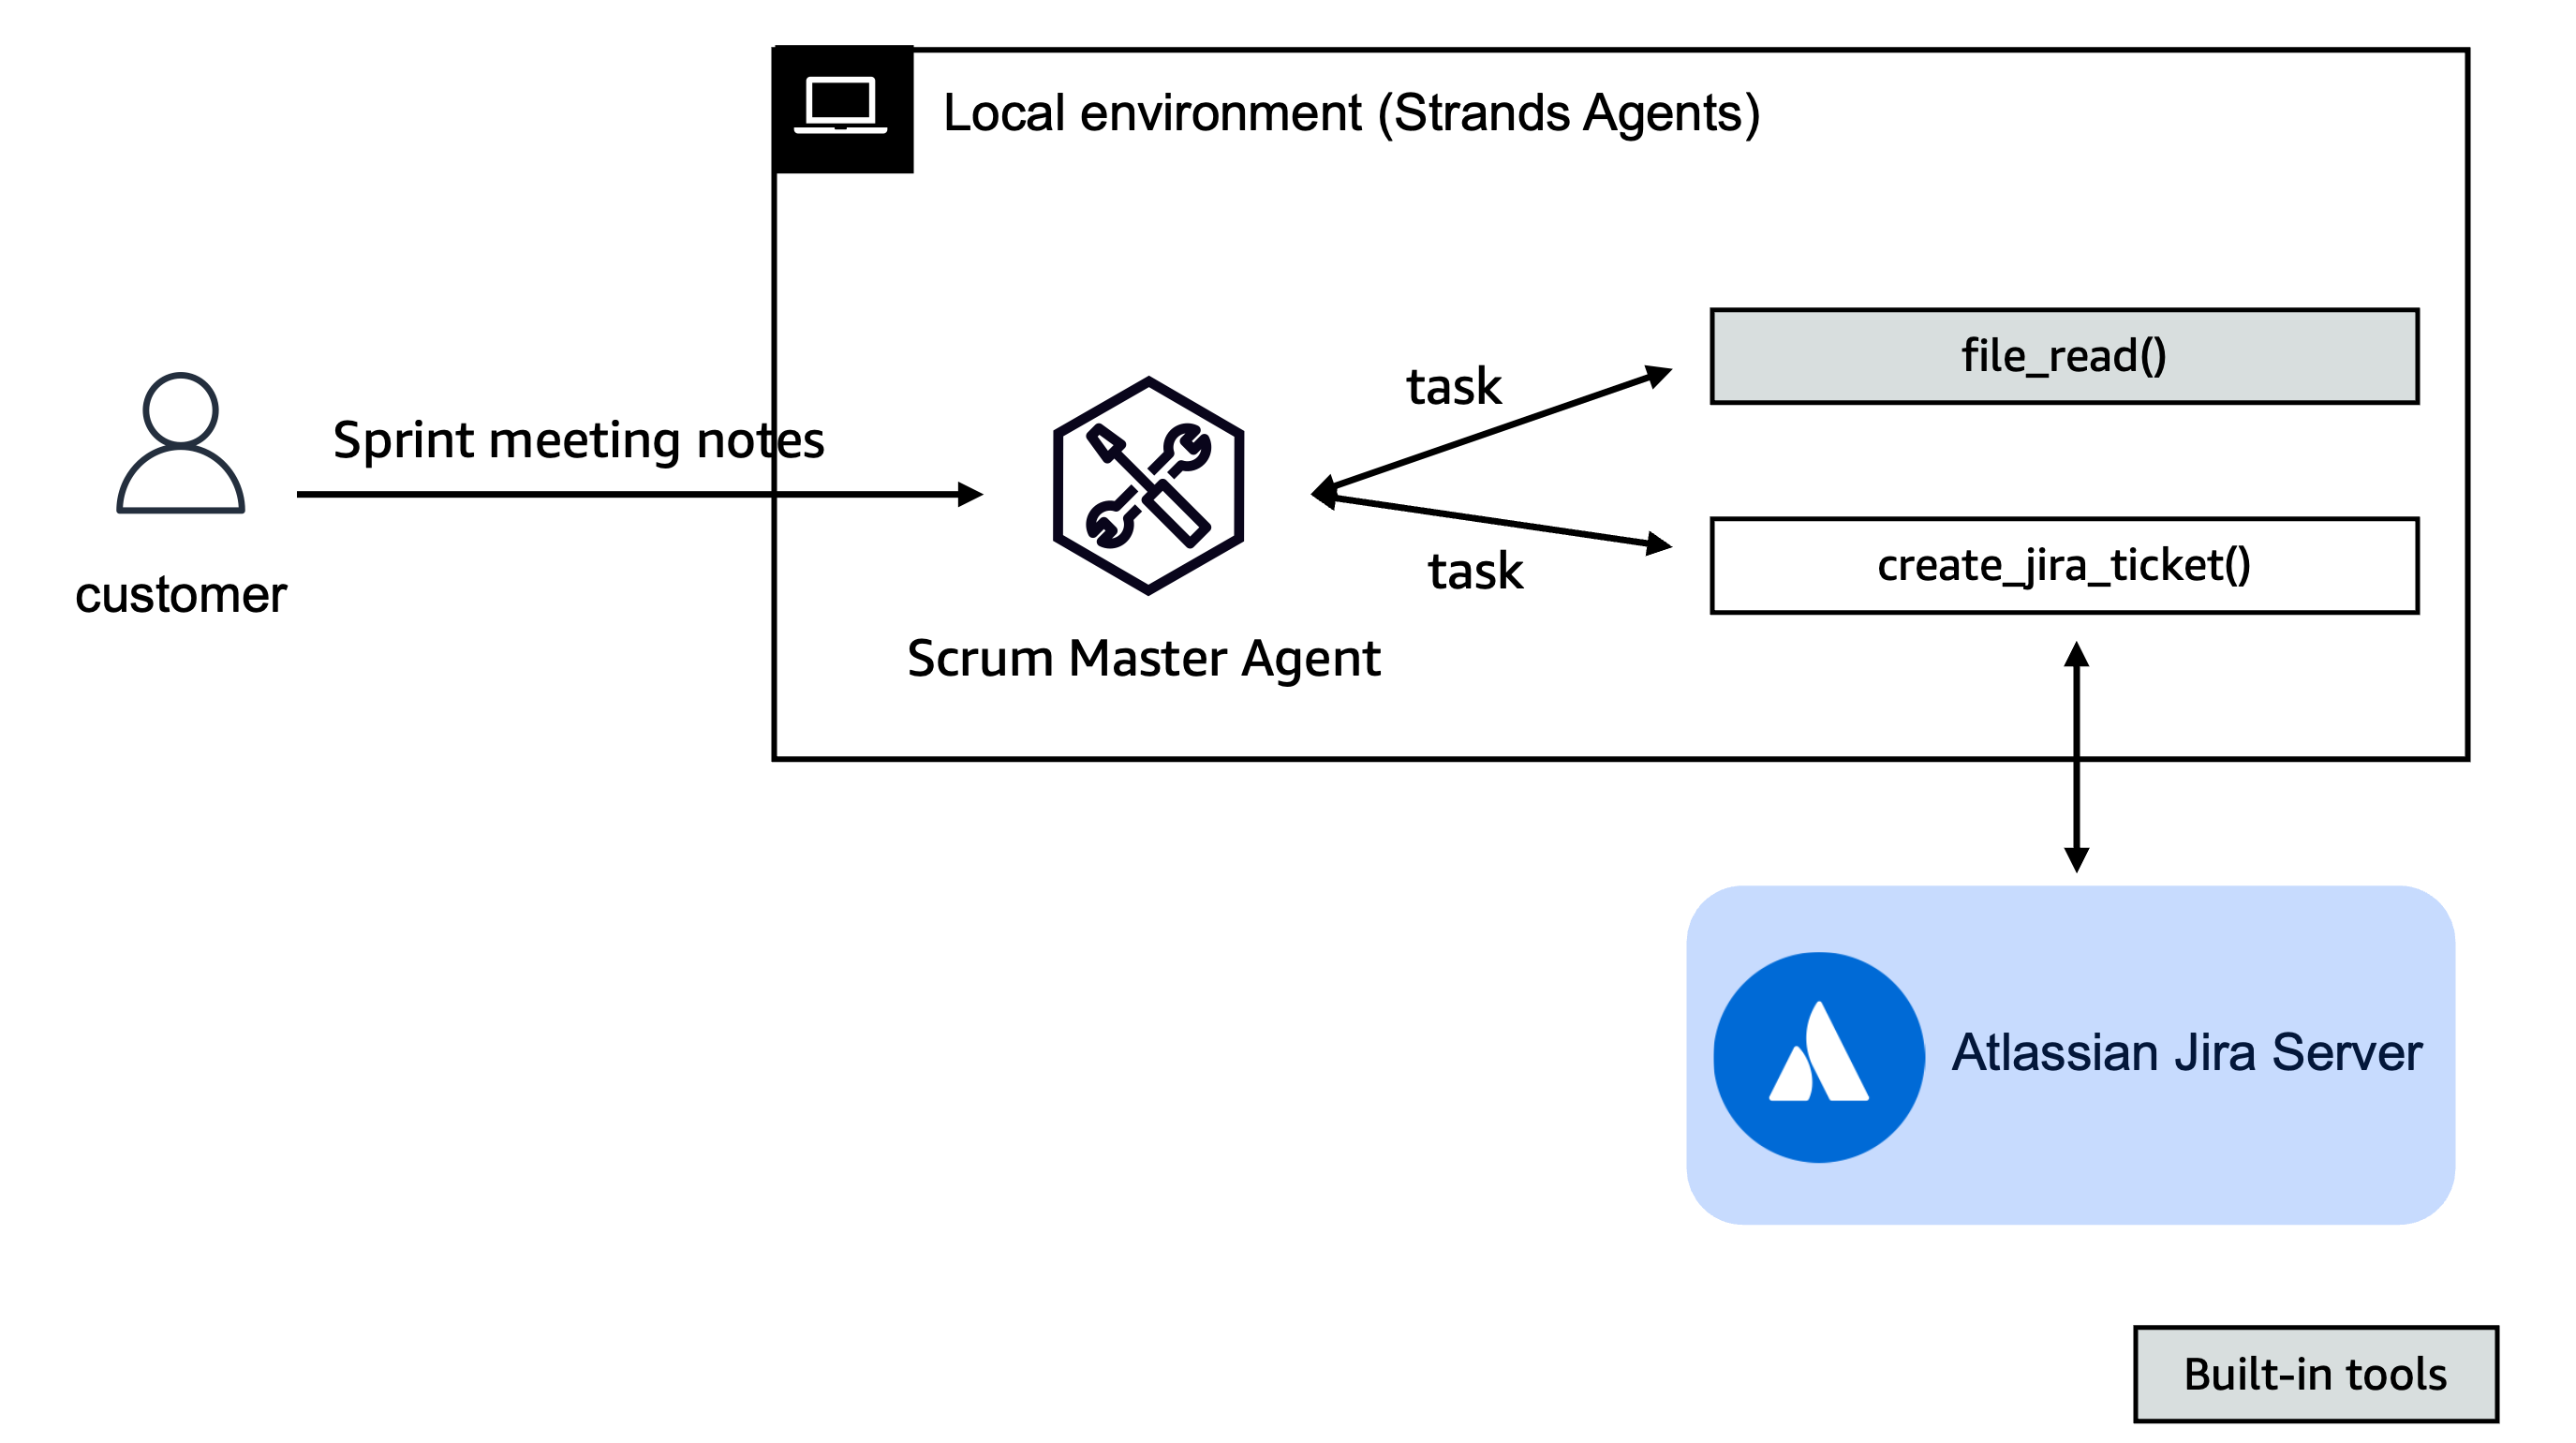 Local environment (Strands Agents)
Sprint meeting notes
customer
Scrum Master Agent
task
task
file_read()
create_jira_ticket()
Atlassian Jira Server
Built-in tools